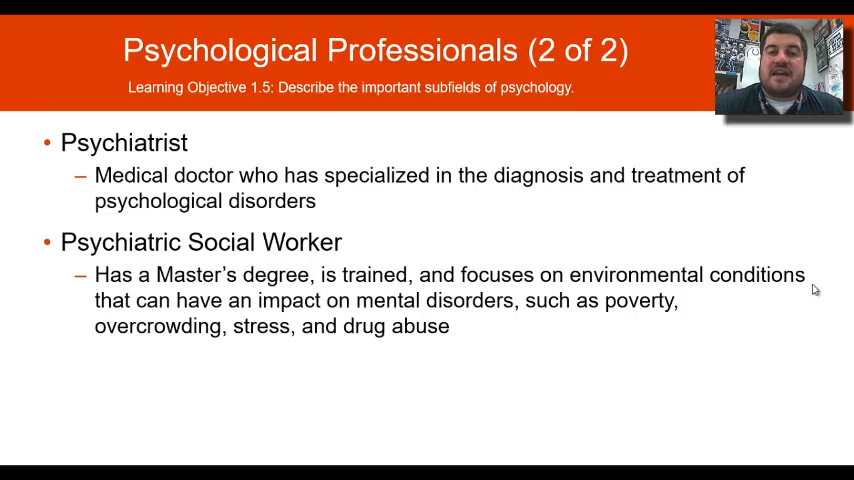 Psychological Professionals (2 of 2)
Learning Objective 1.5: Describe the important subfields of psychology.
• Psychiatrist
– Medical doctor who has specialized in the diagnosis and treatment of
psychological disorders
• Psychiatric Social Worker
– Has a Master’s degree, is trained, and focuses on environmental conditions
that can have an impact on mental disorders, such as poverty,
overcrowding, stress, and drug abuse